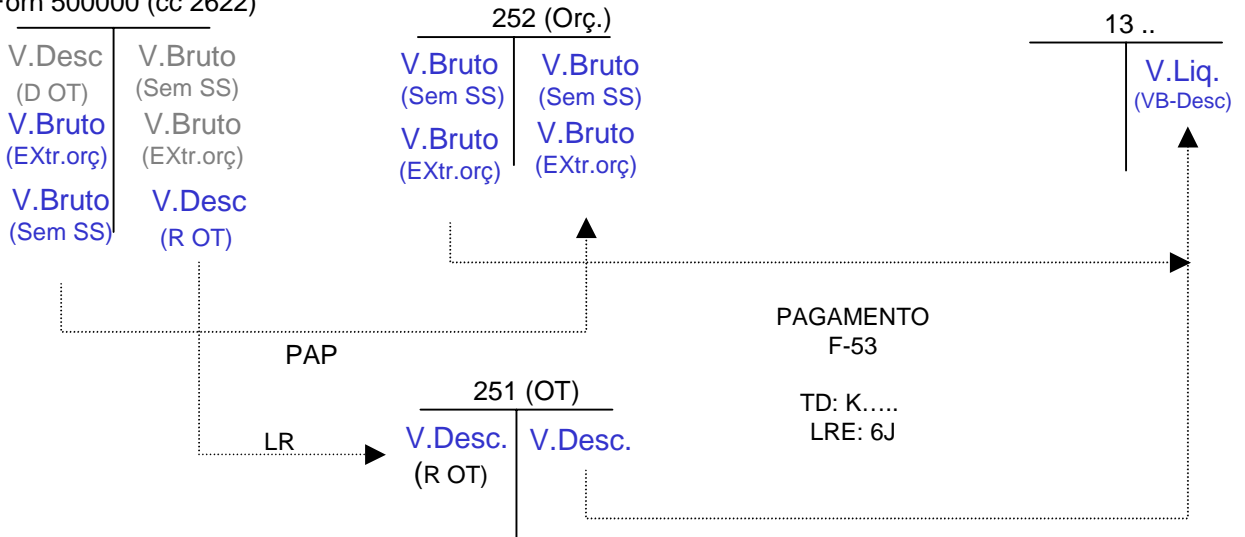 Forn 500000 (cc 2622)
V.Desc
(D OT)
V.Bruto
(EXtr.orç)
V.Bruto
(Sem SS)
V.Bruto
(Sem SS)
V.Bruto
(EXtr.orç)
V.Desc
(R OT)
252 (Orç.)
V.Bruto
(Sem SS)
V.Bruto
(EXtr.orç)
V.Bruto
(Sem SS)
V.Bruto
(EXtr.orç)
13 ..
V.Liq.
(VB-Desc)
PAP
LR
PAGAMENTO
F-53
TD: K.....
LRE: 6J
251 (OT)
V.Desc.
(R OT)
V.Desc.